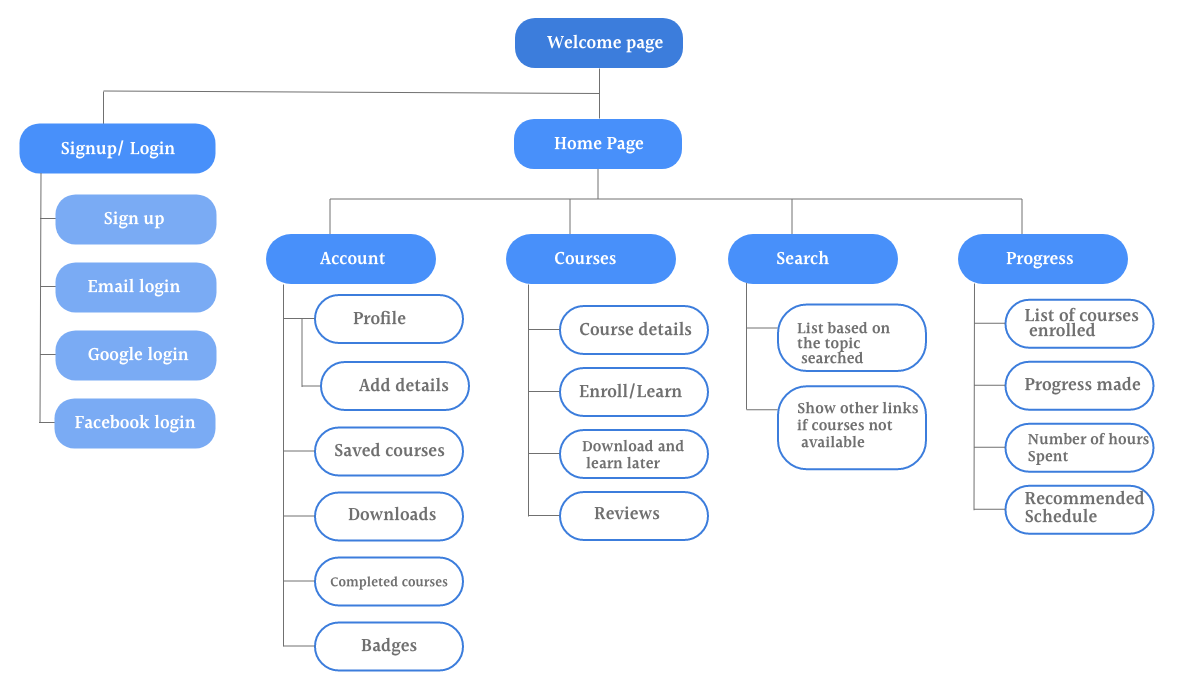 Welcome page
Signup/ Login
Home Page
Sign up
Email login
Google login
Facebook login
Account
Profile
Add details
Saved courses
Downloads
Completed courses
Badges
Courses
Course details
Enroll/Learn
Download and
learn later
Reviews
Search
List based on
the topic
searched
Show other links
if courses not
available
Progress
List of courses
enrolled
Progress made
Number of hours
Spent
Recommended
Schedule